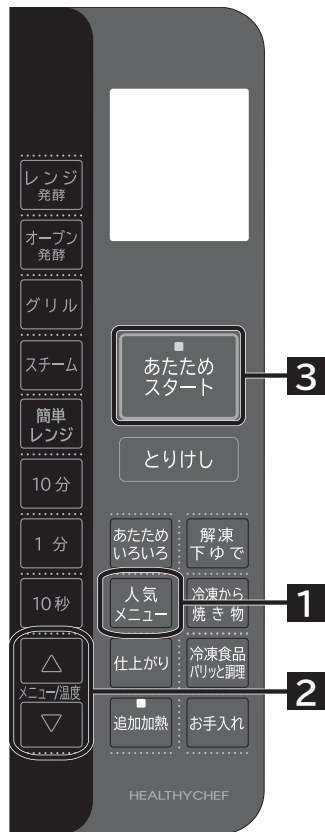 レンジ
発酵
オーブン
発酵
グリル
スチーム
簡単
レンジ
10分
1分
10秒
△
メニュー/温度
▽
あたため
スタート
3
とりけし
あたため
いろいろ
解凍
下ゆで
人気
メニュー
冷凍から
焼き物
1
仕上がり
冷凍食品
パリッと調理
2
追加加熱
お手入れ
HEALTHYCHEF